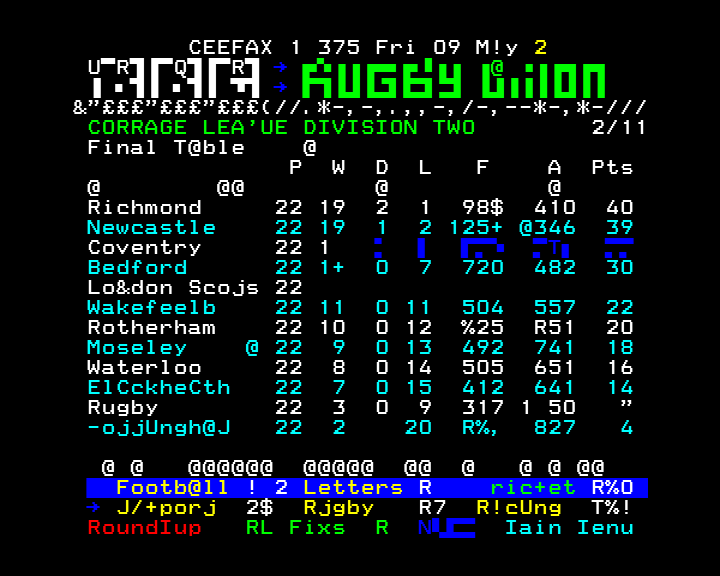 CEEFAX 1 375 Fri 09 M!y 2
U R Q R → RUGBY @ UNION
&”£££”£££”£££(//.*-,-,.,,-,/-,--*-,*-///
CORRAGE LEA'UE DIVISION TWO 2/11
Final T@ble @
P W D L F A Pts
@ @@ @ @
Richmond 22 19 2 1 98$ 410 40
Newcastle 22 19 1 2 125+ @346 39
Coventry 22 1
Bedford 22 1+ 0 7 720 482 30
Lo&don Scojs 22
Wakefeelb 22 11 0 11 504 557 22
Rotherham 22 10 0 12 %25 R51 20
Moseley @ 22 9 0 13 492 741 18
Waterloo 22 8 0 14 505 651 16
ElCckheCth 22 7 0 15 412 641 14
Rugby 22 3 0 9 317 1 50 ”
-ojjUngh@J 22 2 20 R%, 827 4
@ @ @@@@@@ @@@@@ @@ @ @ @ @@
Footb@ll ! 2 Letters R ric+et R%0
→ J/+porj 2$ Rjgby R7 R!cUng T%!
RoundIup RL Fixs R N Iain Ienu